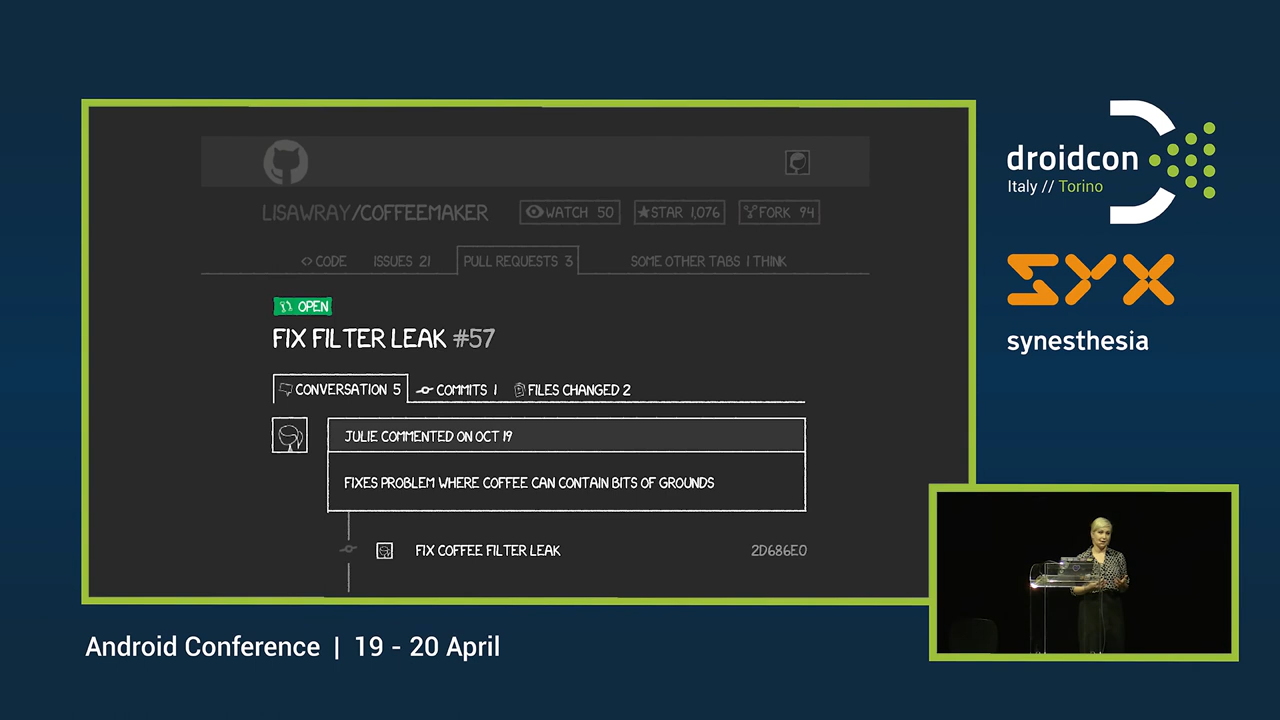 LISAWRAY/COFFEEMAKER
WATCH 50
STAR 1,076
FORK 94
<> CODE
ISSUES 21
PULL REQUESTS 3
SOME OTHER TABS I THINK
OPEN
FIX FILTER LEAK #57
CONVERSATION 5
COMMITS 1
FILES CHANGED 2
JULIE COMMENTED ON OCT 19
FIXES PROBLEM WHERE COFFEE CAN CONTAIN BITS OF GROUNDS
FIX COFFEE FILTER LEAK
2D686E0
droidcon
Italy // Torino
SYX
synesthesia
Android Conference | 19 - 20 April